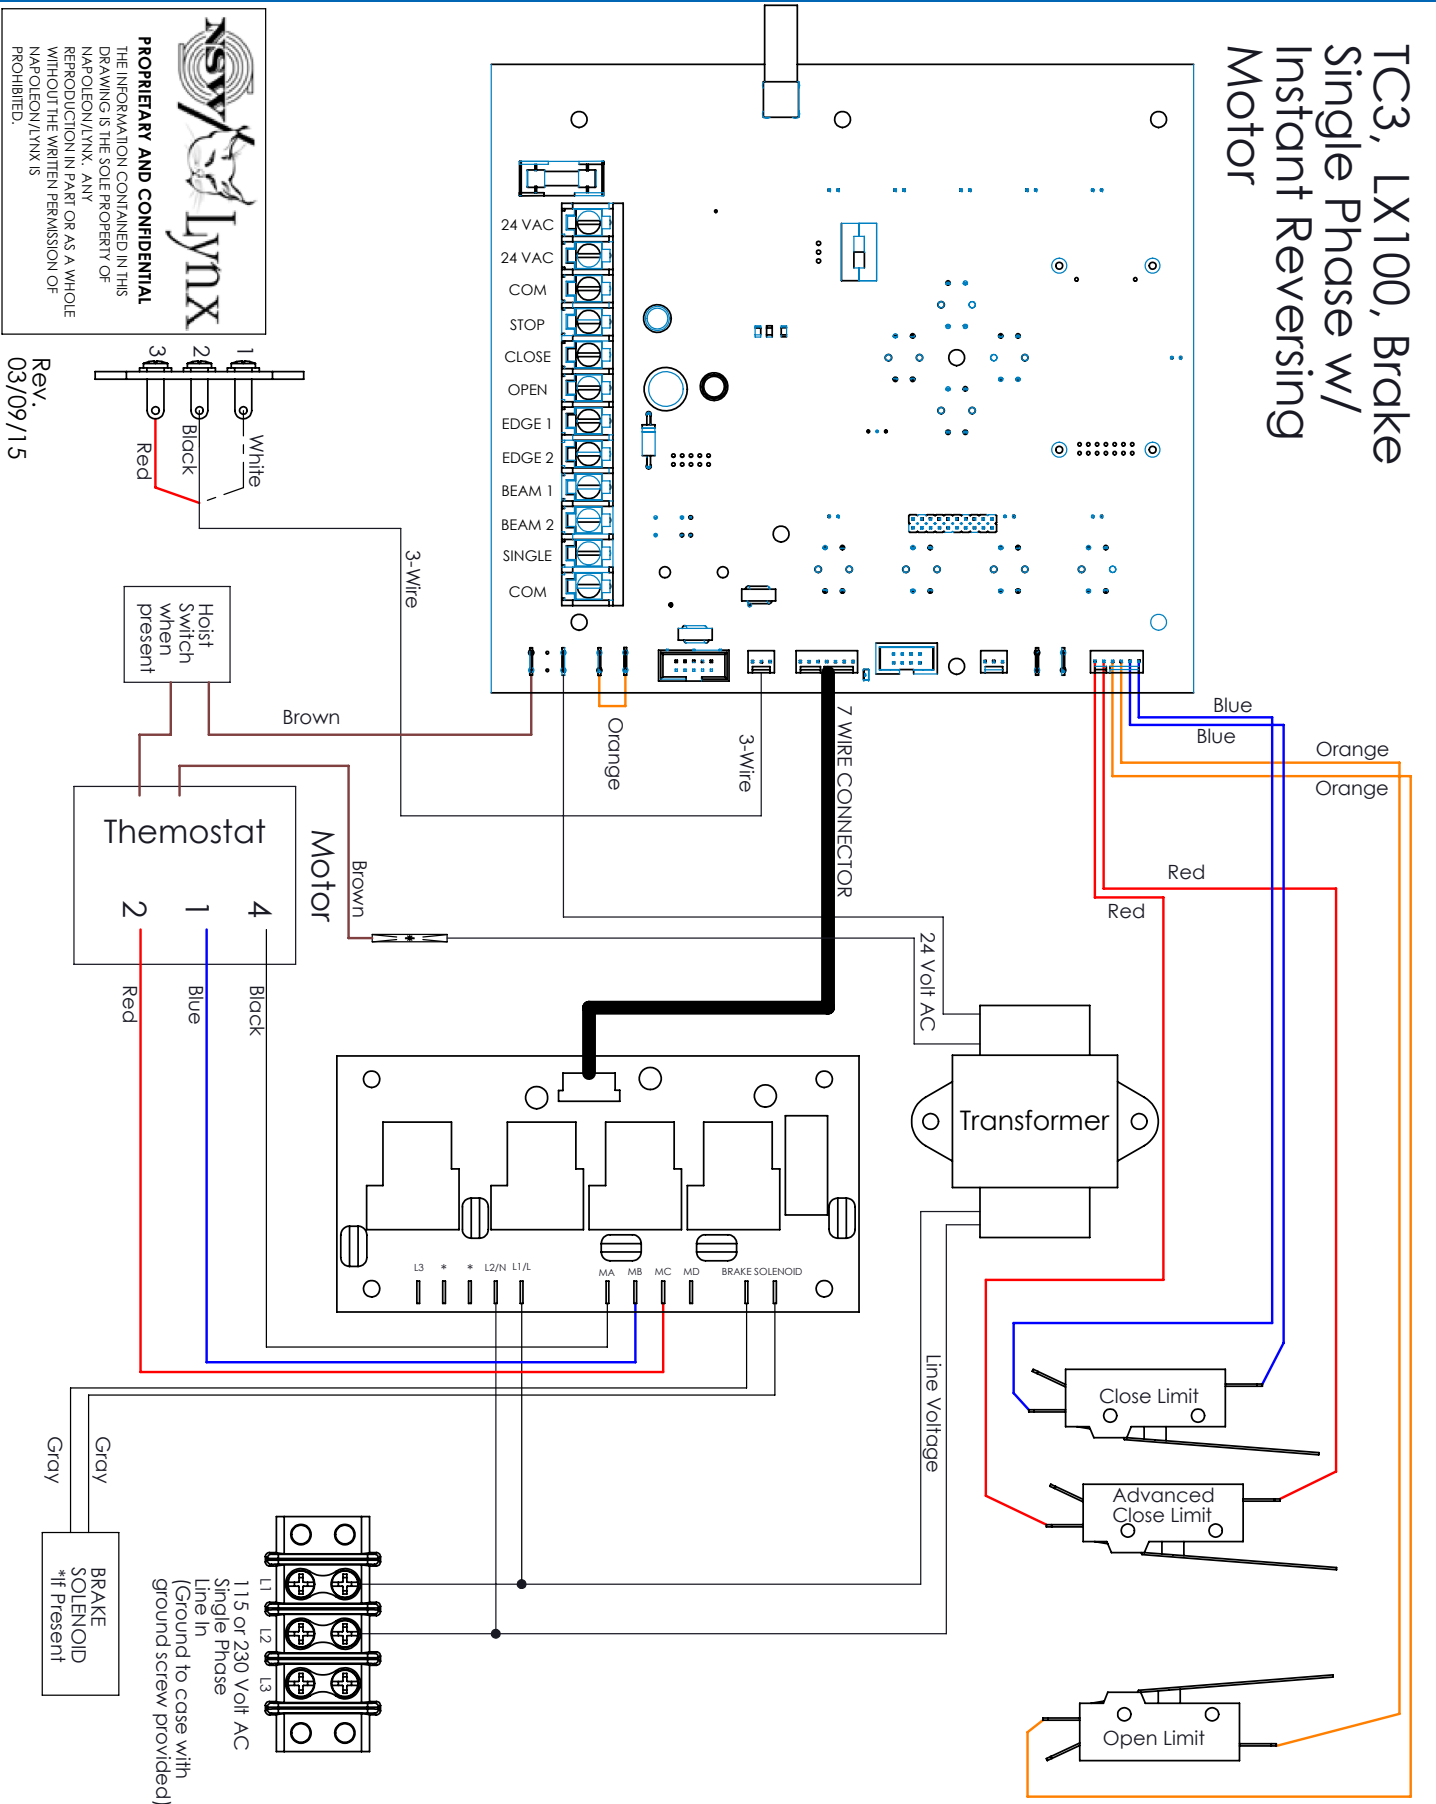 TC3, LX100, Brake
Single Phase w/
Instant Reversing
Motor
NSW
Lynx
PROPRIETARY AND CONFIDENTIAL
THE INFORMATION CONTAINED IN THIS
DRAWING IS THE SOLE PROPERTY OF
NAPOLEON/LYNX. ANY
REPRODUCTION IN PART OR AS A WHOLE
WITHOUT THE WRITTEN PERMISSION OF
NAPOLEON/LYNX IS
PROHIBITED.
Rev.
03/09/15
24 VAC
24 VAC
COM
STOP
CLOSE
OPEN
EDGE 1
EDGE 2
BEAM 1
BEAM 2
SINGLE
COM
1
2
3
White
Black
Red
3-Wire
Hoist
Switch
when
present
Brown
Orange
3-Wire
7 WIRE CONNECTOR
Blue
Blue
Orange
Orange
Red
Red
Themostat
Motor
Brown
4
1
2
Black
Blue
Red
24 Volt AC
Transformer
L3
*
*
L2/N
L1/L
MA
MB
MC
MD
BRAKE SOLENOID
Line Voltage
Close Limit
Advanced
Close Limit
Open Limit
Gray
Gray
BRAKE
SOLENOID
*If Present
L1
L2
L3
115 or 230 Volt AC
Single Phase
Line In
(Ground to case with
ground screw provided)